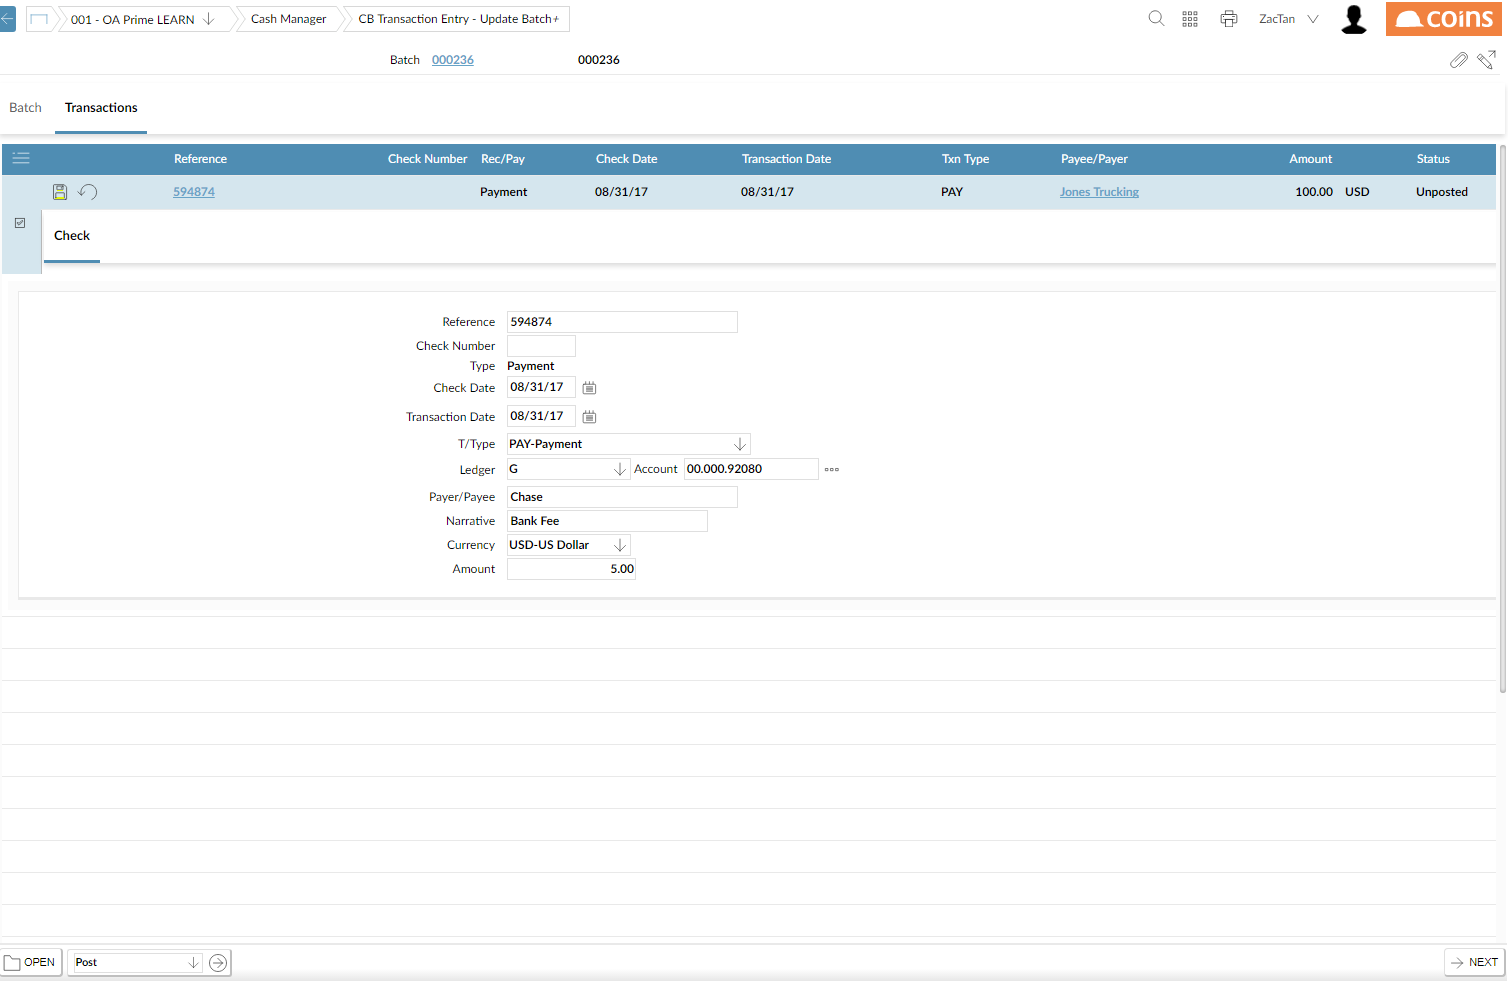 001 - OA Prime LEARN Cash Manager CB Transaction Entry - Update Batch+ ZacTan coins
Batch 000236 000236
Batch Transactions
Reference Check Number Rec/Pay Check Date Transaction Date Txn Type Payee/Payer Amount Status
594874 Payment 08/31/17 08/31/17 PAY Jones Trucking 100.00 USD Unposted
Check
Reference 594874
Check Number
Type Payment
Check Date 08/31/17
Transaction Date 08/31/17
T/Type PAY-Payment
Ledger G Account 00.000.92080
Payer/Payee Chase
Narrative Bank Fee
Currency USD-US Dollar
Amount 5.00
OPEN Post NEXT